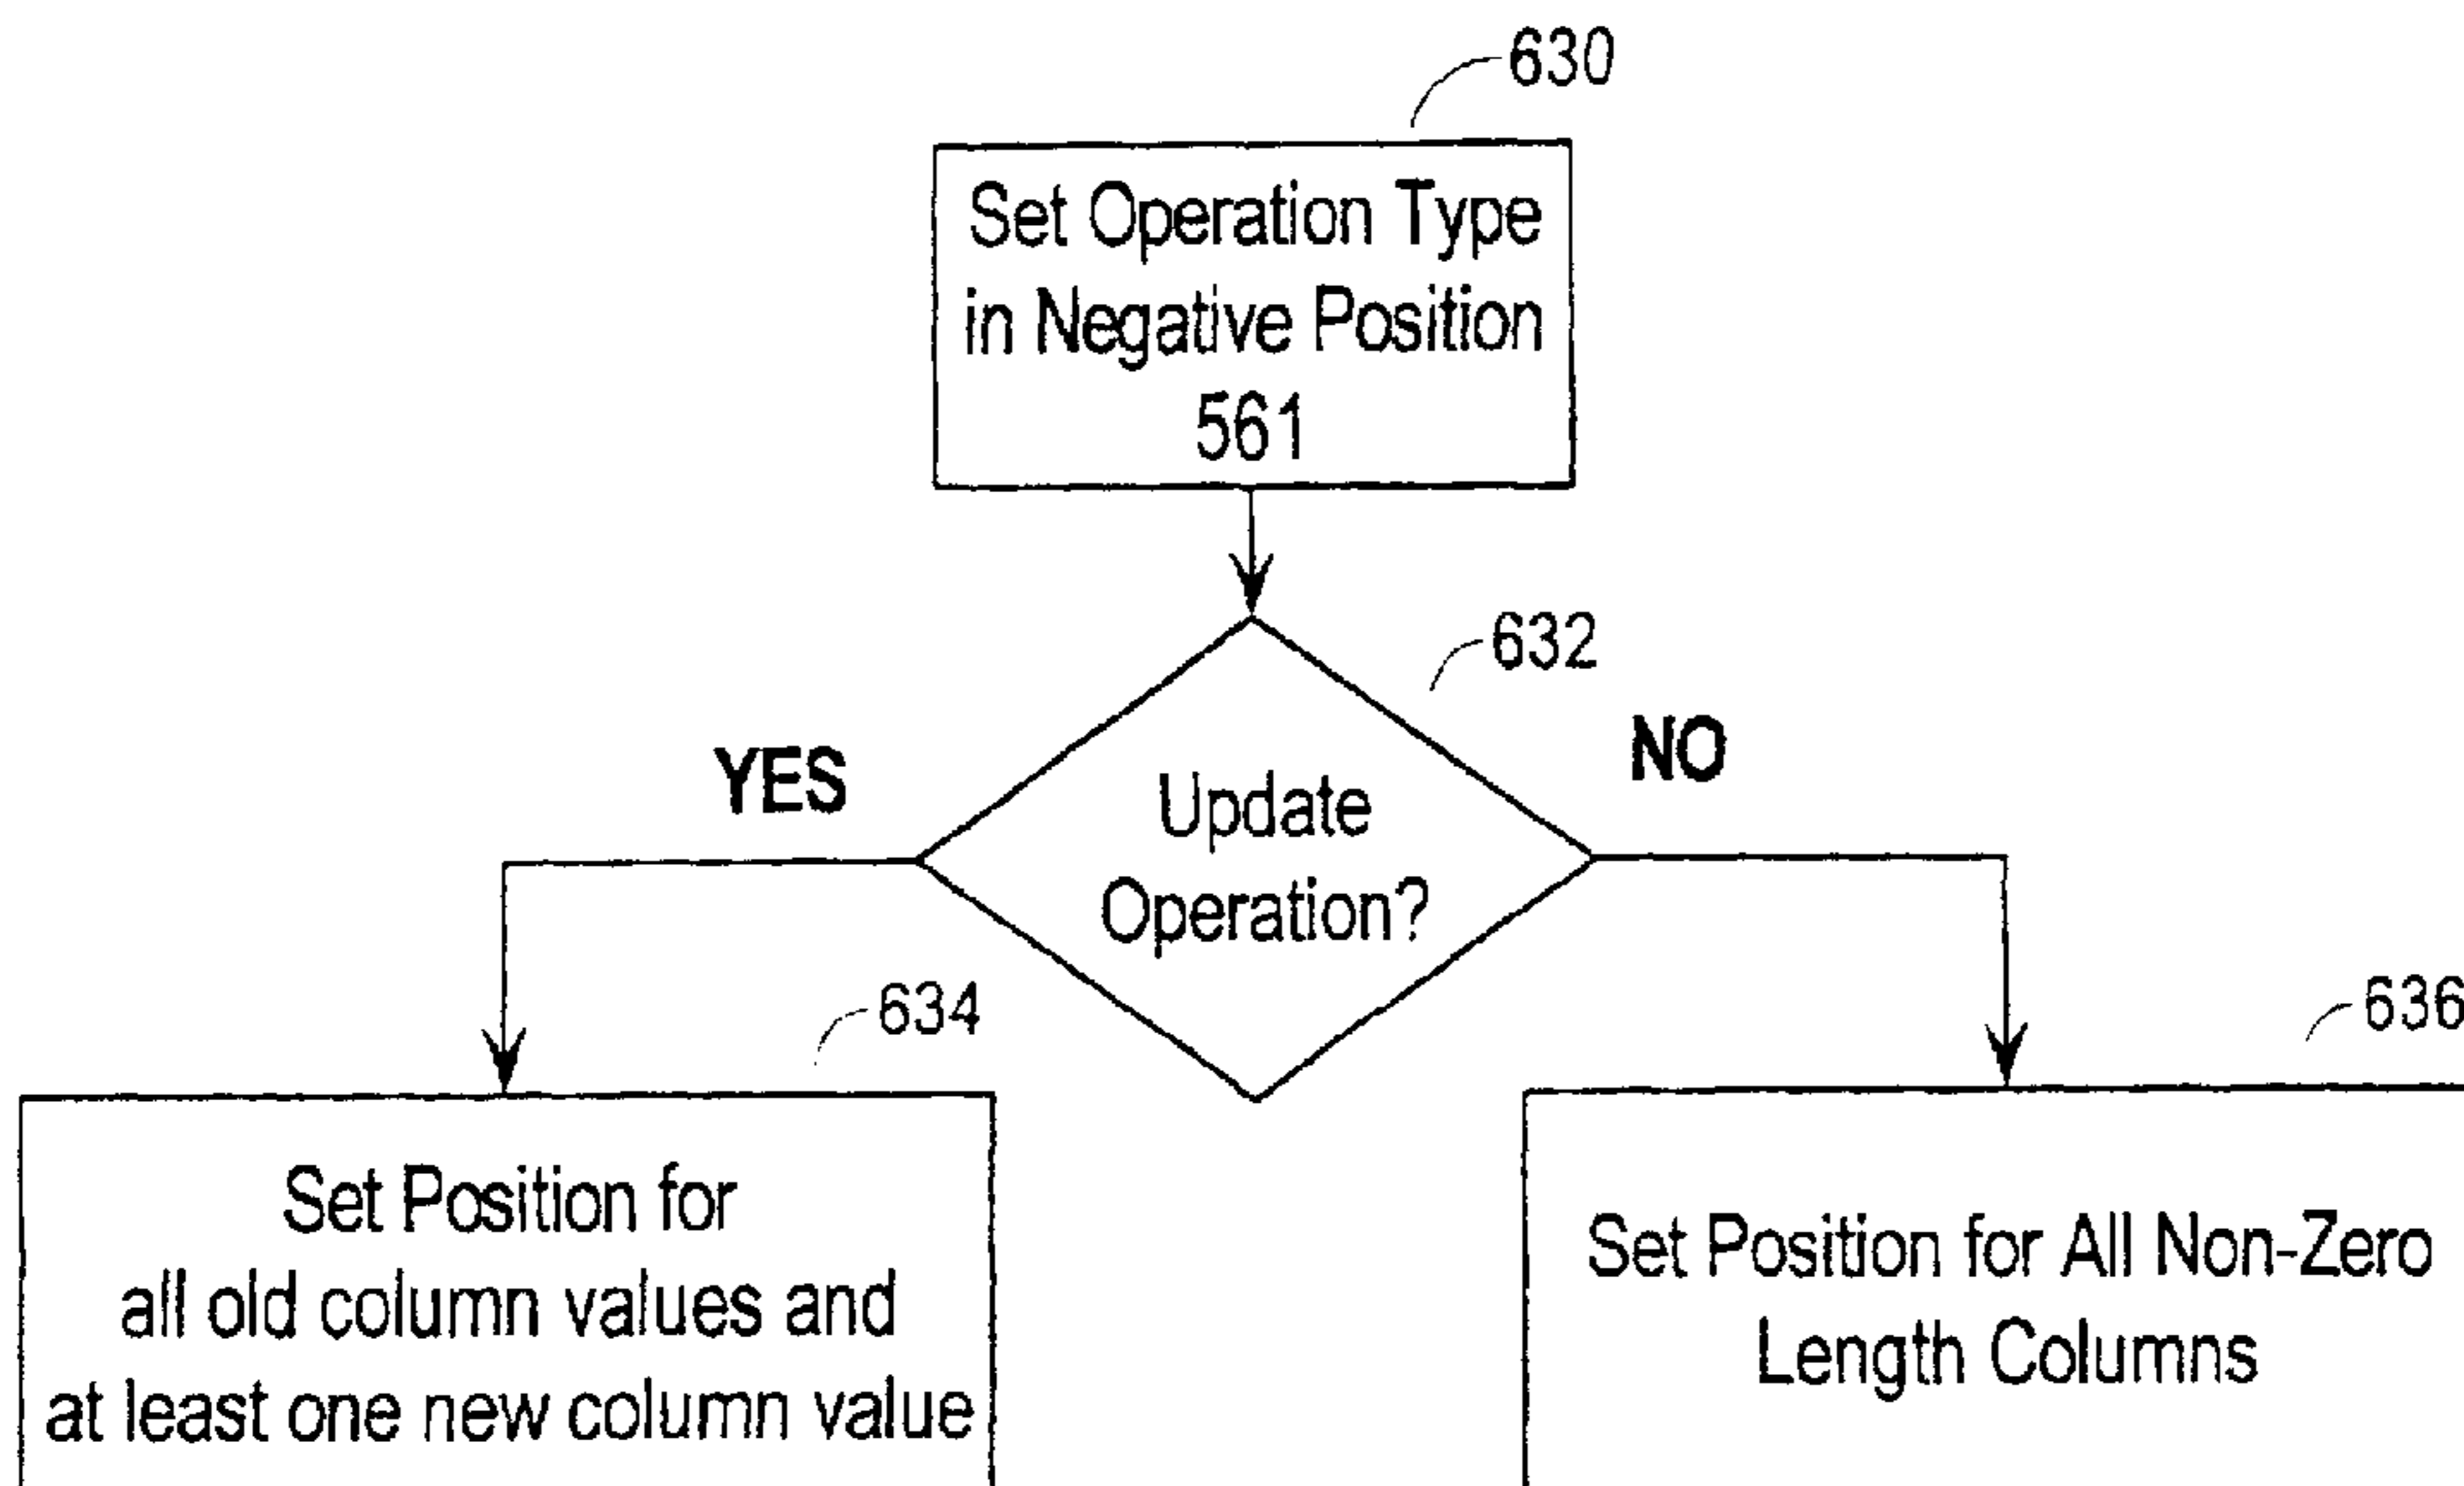 630
Set Operation Type
in Negative Position
561
632
YES
NO
Update
Operation?
634
636
Set Position for
all old column values and
at least one new column value
Set Position for All Non-Zero
Length Columns